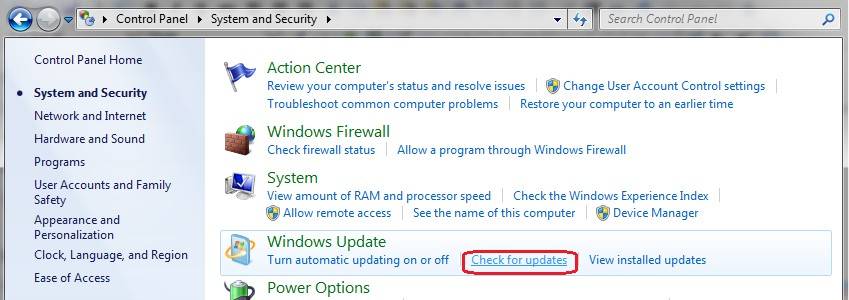 Control Panel System and Security Search Control Panel
Control Panel Home
System and Security
Network and Internet
Hardware and Sound
Programs
User Accounts and Family
Safety
Appearance and
Personalization
Clock, Language, and Region
Ease of Access
Action Center
Review your computer's status and resolve issues Change User Account Control settings
Troubleshoot common computer problems Restore your computer to an earlier time
Windows Firewall
Check firewall status Allow a program through Windows Firewall
System
View amount of RAM and processor speed Check the Windows Experience Index
Allow remote access See the name of this computer Device Manager
Windows Update
Turn automatic updating on or off Check for updates View installed updates
Power Options